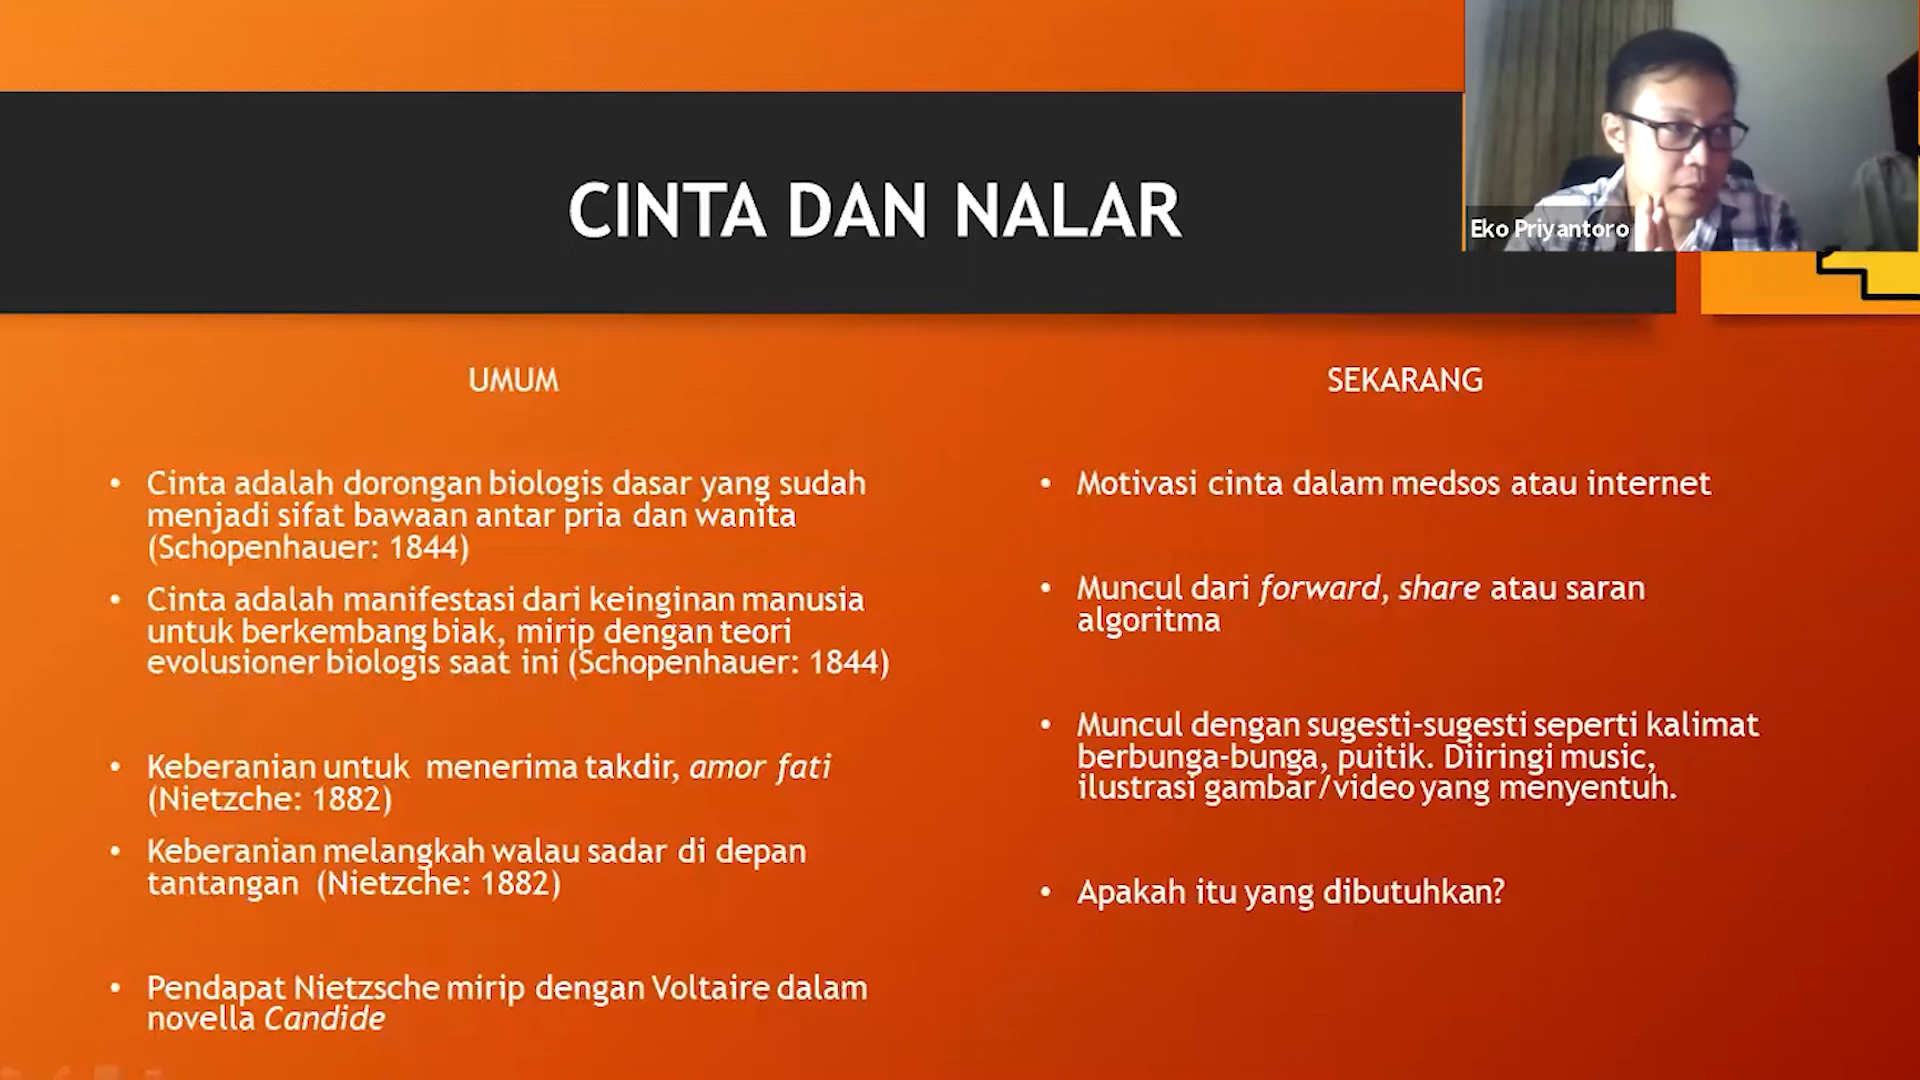 CINTA DAN NALAR
Eko Priyantoro
UMUM
Cinta adalah dorongan biologis dasar yang sudah
menjadi sifat bawaan antar pria dan wanita
(Schopenhauer: 1844)
Cinta adalah manifestasi dari keinginan manusia
untuk berkembang biak, mirip dengan teori
evolusioner biologis saat ini (Schopenhauer: 1844)
Keberanian untuk menerima takdir, amor fati
(Nietzche: 1882)
Keberanian melangkah walau sadar di depan
tantangan (Nietzche: 1882)
Pendapat Nietzsche mirip dengan Voltaire dalam
novella Candide
SEKARANG
Motivasi cinta dalam medsos atau internet
Muncul dari forward, share atau saran
algoritma
Muncul dengan sugesti-sugesti seperti kalimat
berbunga-bunga, puitik. Diiringi music,
ilustrasi gambar/video yang menyentuh.
Apakah itu yang dibutuhkan?